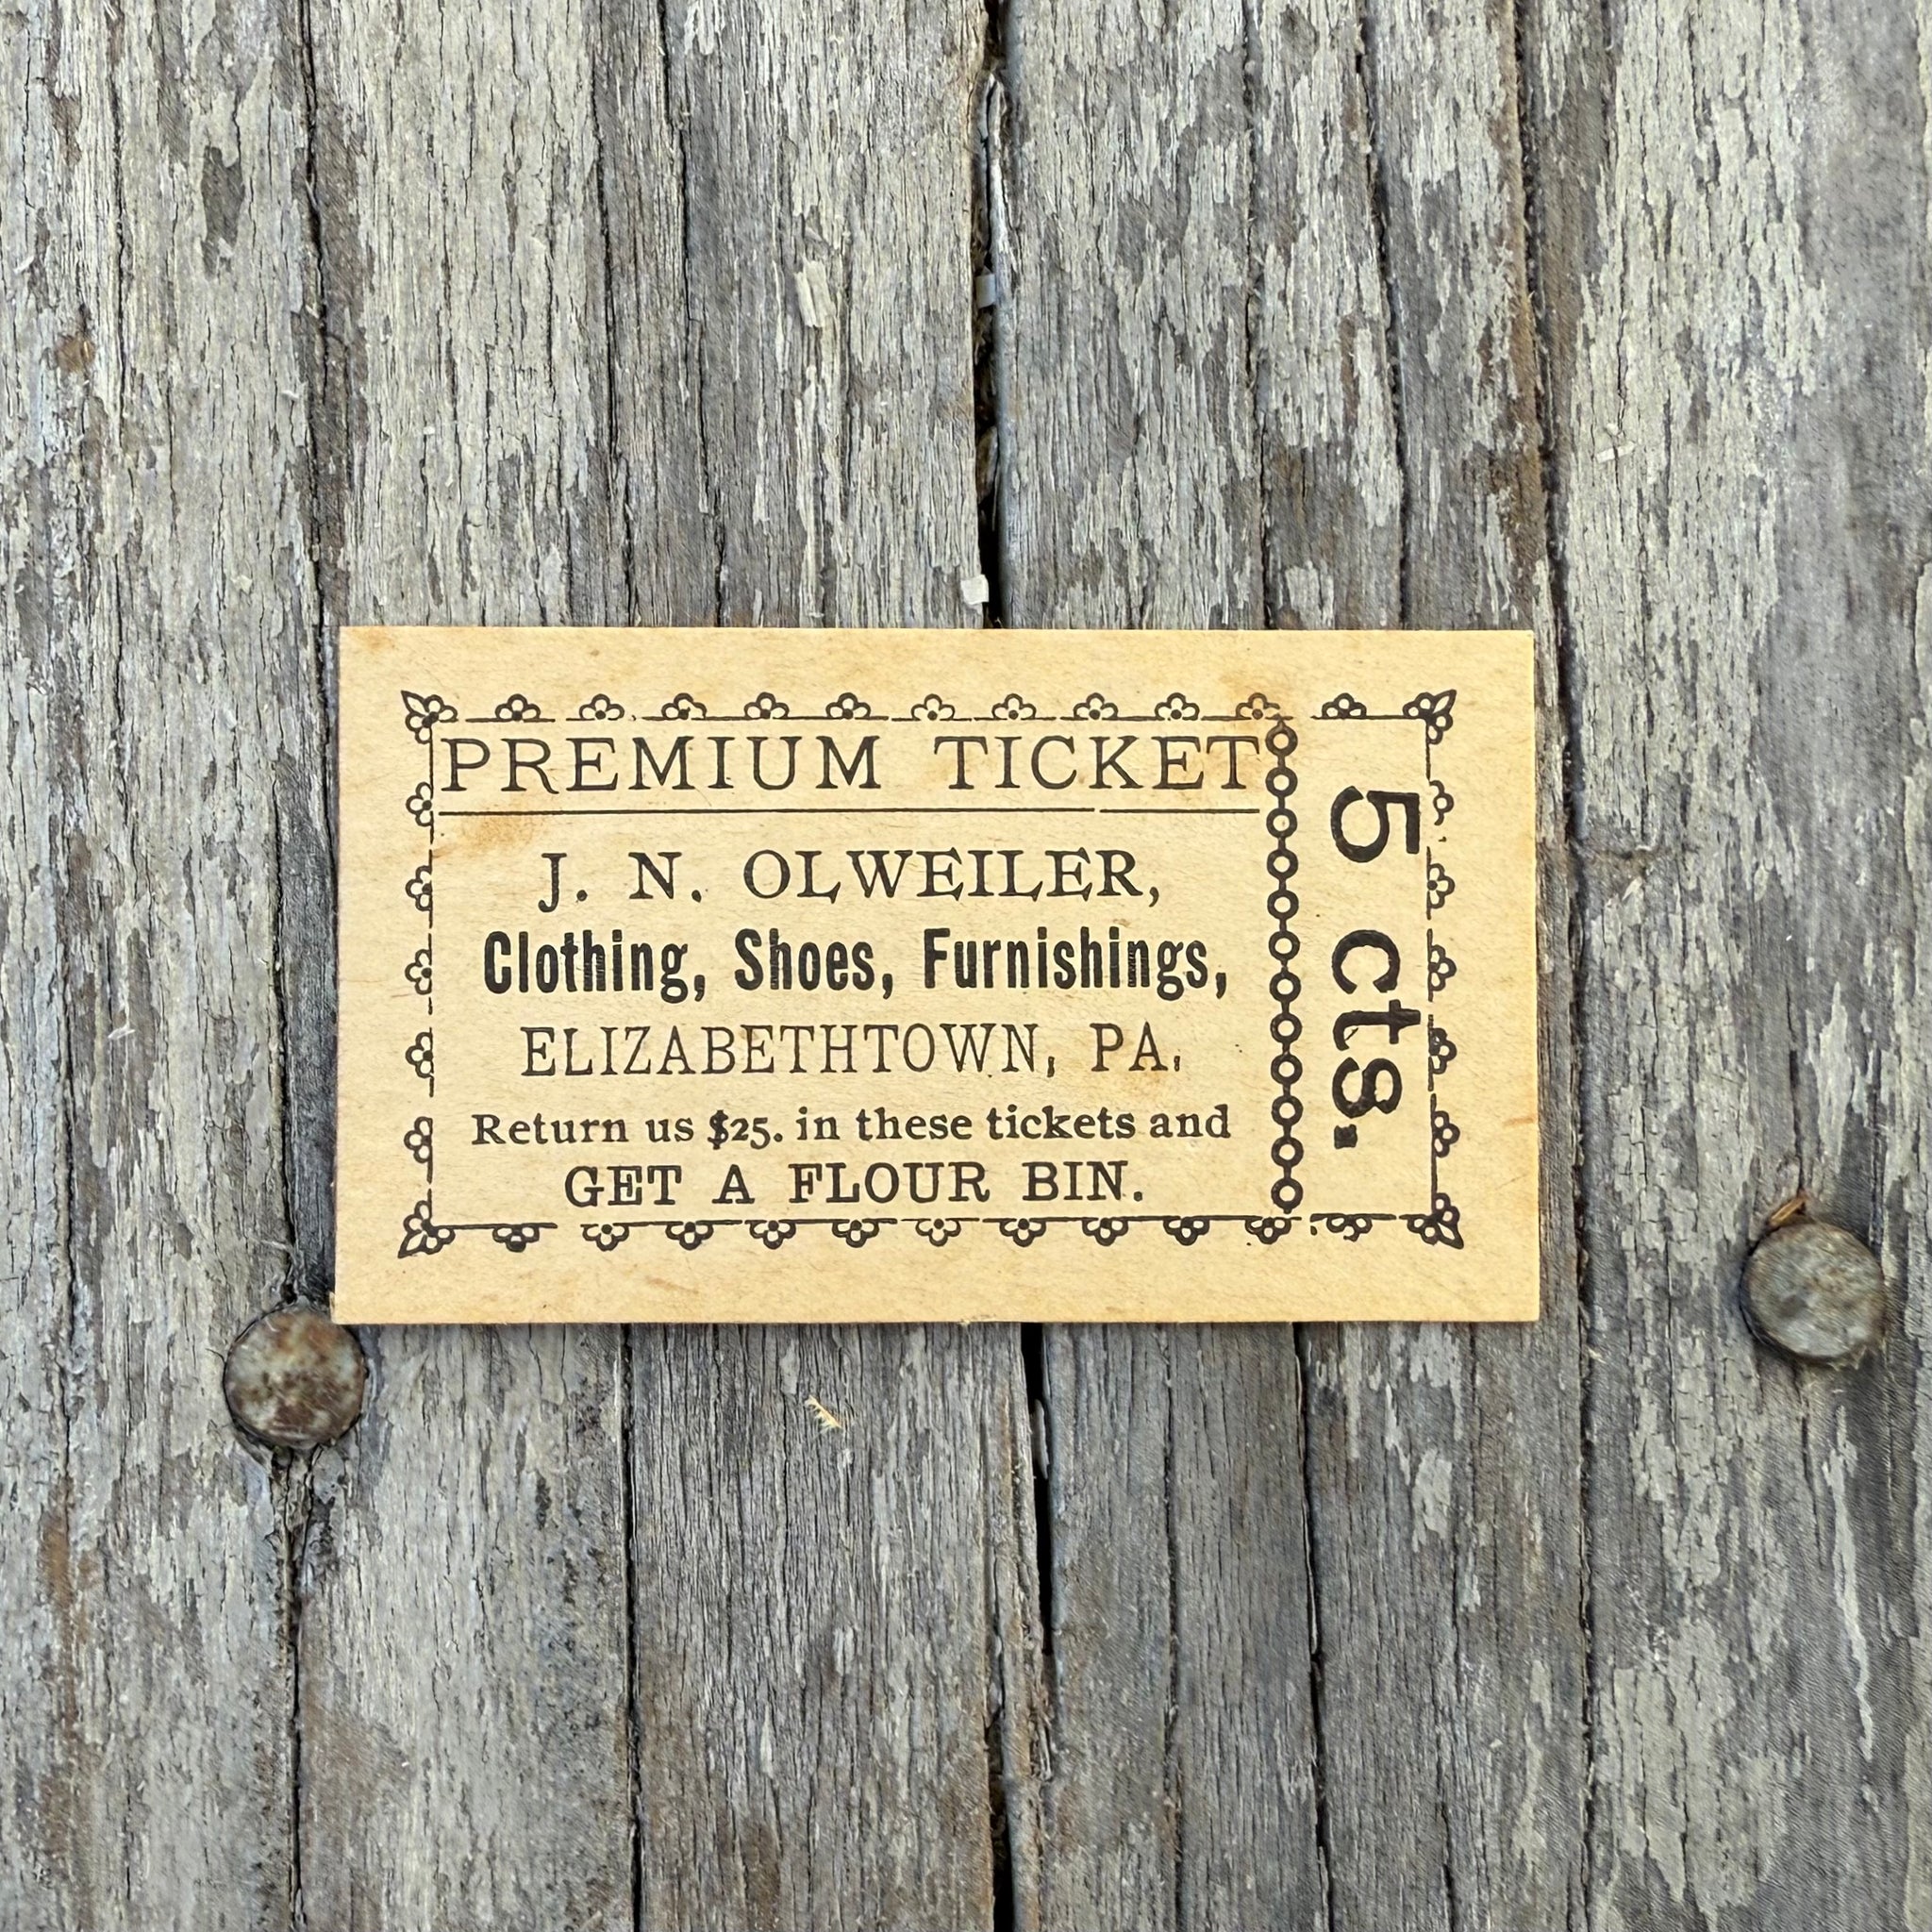 PREMIUM TICKET
J. N. OLWEILER,
Clothing, Shoes, Furnishings,
ELIZABETHTOWN, PA.
Return us $25. in these tickets and
GET A FLOUR BIN.
5 cts.